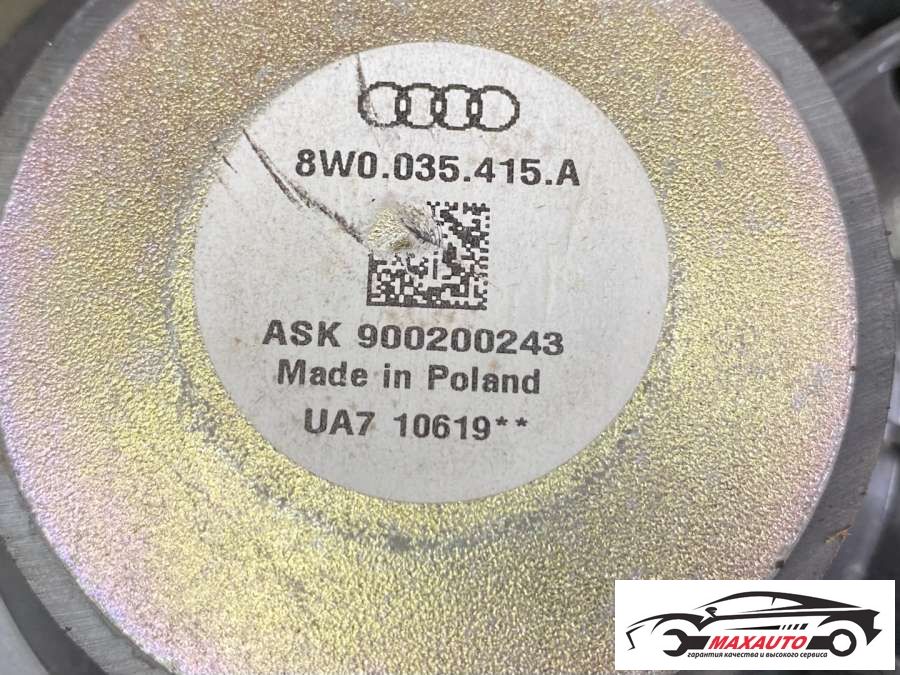 8W0.035.415.A
ASK 900200243
Made in Poland
UA7 10619**
MAXAUTO
гарантия качества и высокого сервиса